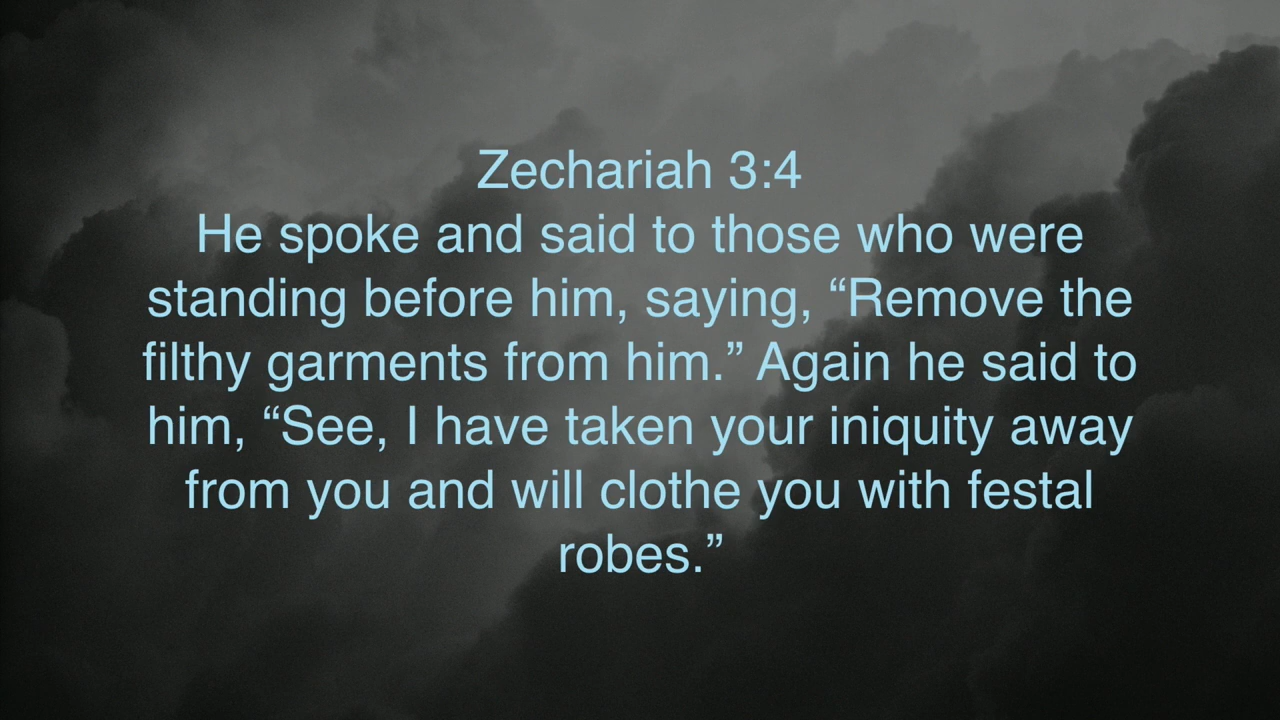 Zechariah 3:4
He spoke and said to those who were
standing before him, saying, “Remove the
filthy garments from him.” Again he said to
him, “See, I have taken your iniquity away
from you and will clothe you with festal
robes.”